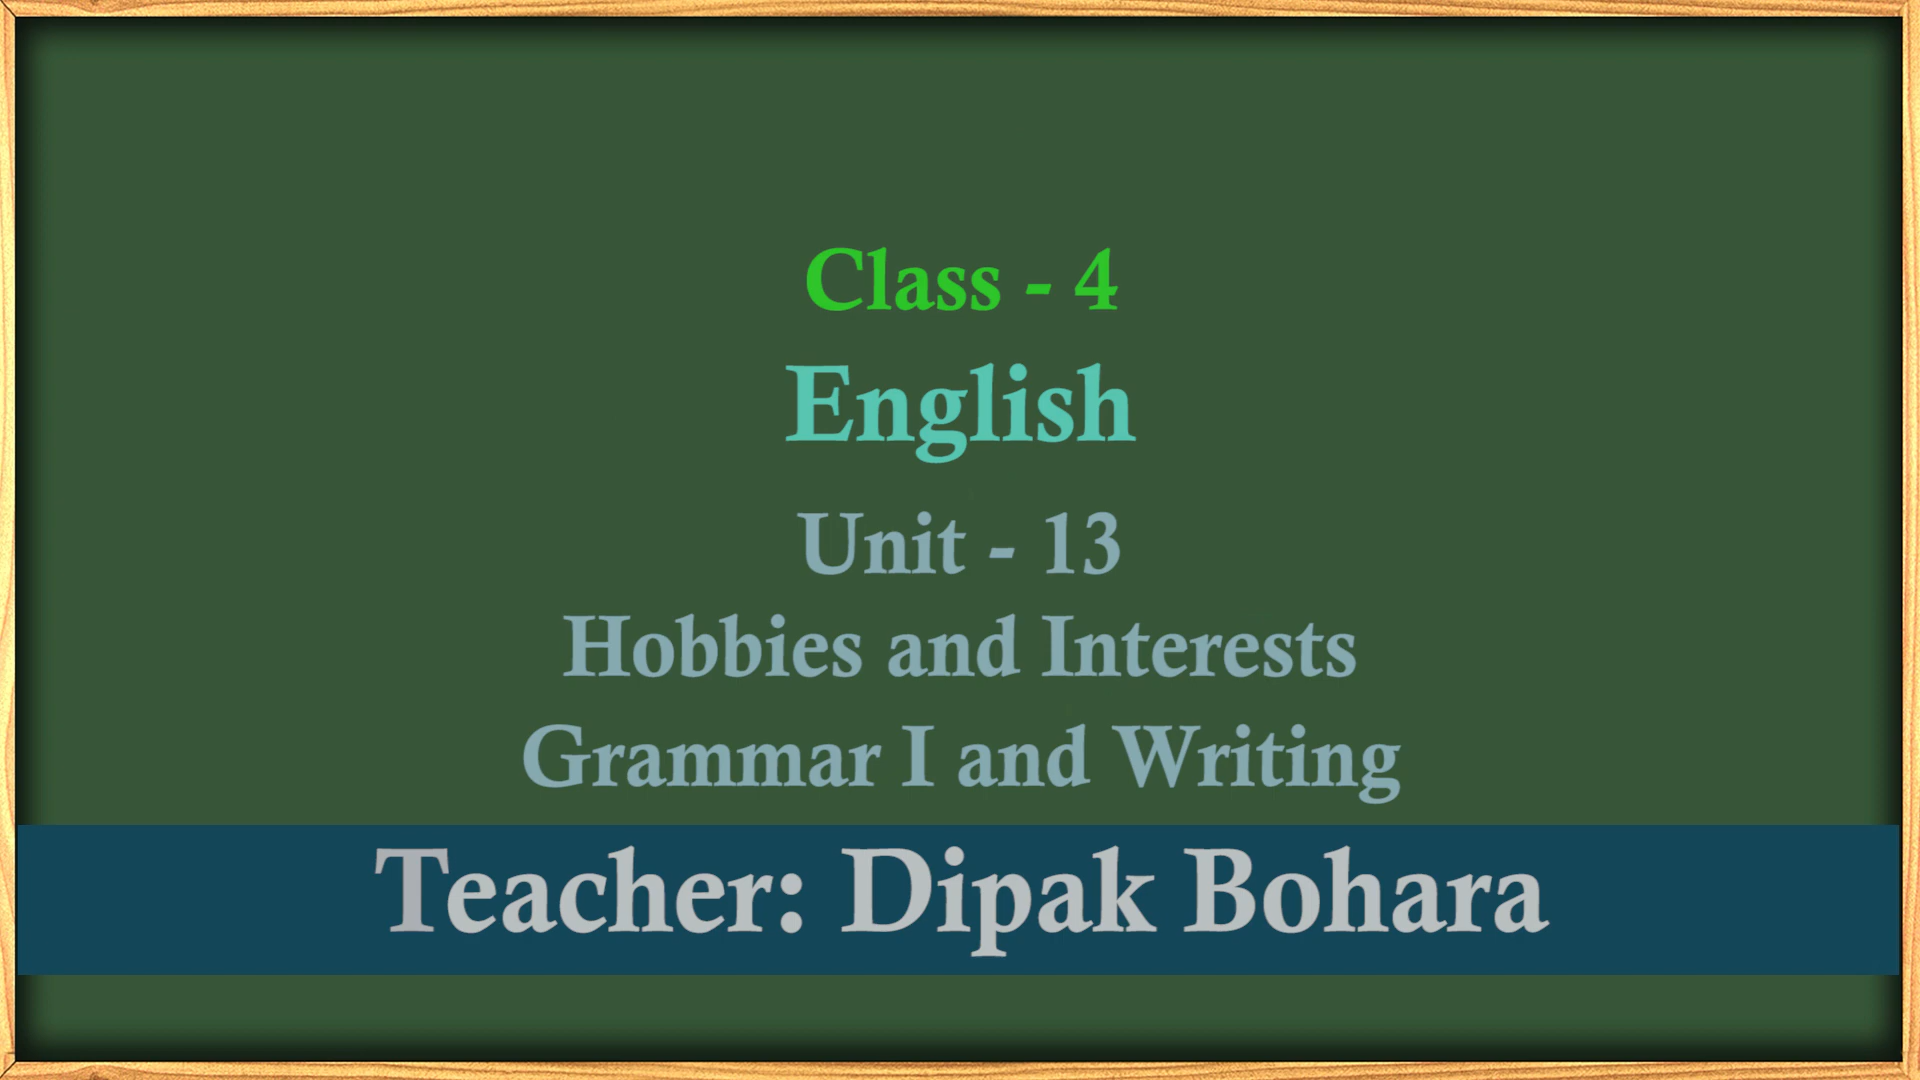 Class - 4
English
Unit - 13
Hobbies and Interests
Grammar I and Writing
Teacher: Dipak Bohara